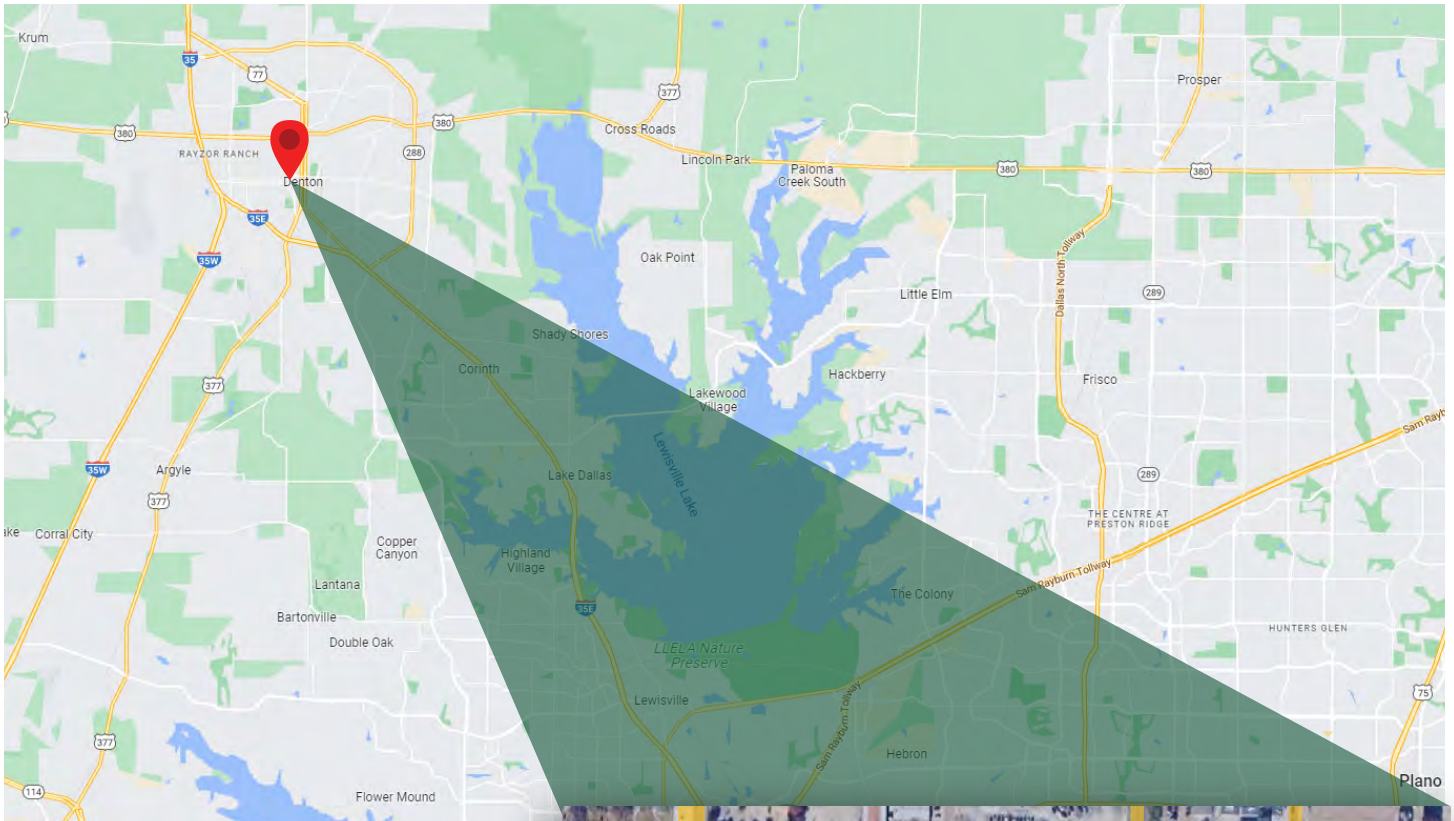 Krum
35
77
377
Prosper
380
380
Cross Roads
RAYZOR RANCH
288
Lincoln Park
380
380
Paloma
Creek South
Denton
35E
35W
Oak Point
Dallas North Tollway
Little Elm
289
Shady Shores
Corinth
Hackberry
Frisco
377
Lakewood
Village
Sam Rayb
35W
Argyle
Lake Dallas
Lewisville Lake
289
377
THE CENTRE AT
PRESTON RIDGE
ake
Corral City
Copper
Canyon
Highland
Village
Sam Rayburn Tollway
Lantana
The Colony
35E
Bartonville
HUNTERS GLEN
Double Oak
LLELA Nature
Preserve
Lewisville
75
Sam Rayburn Tollway
377
Hebron
Plano
114
Flower Mound